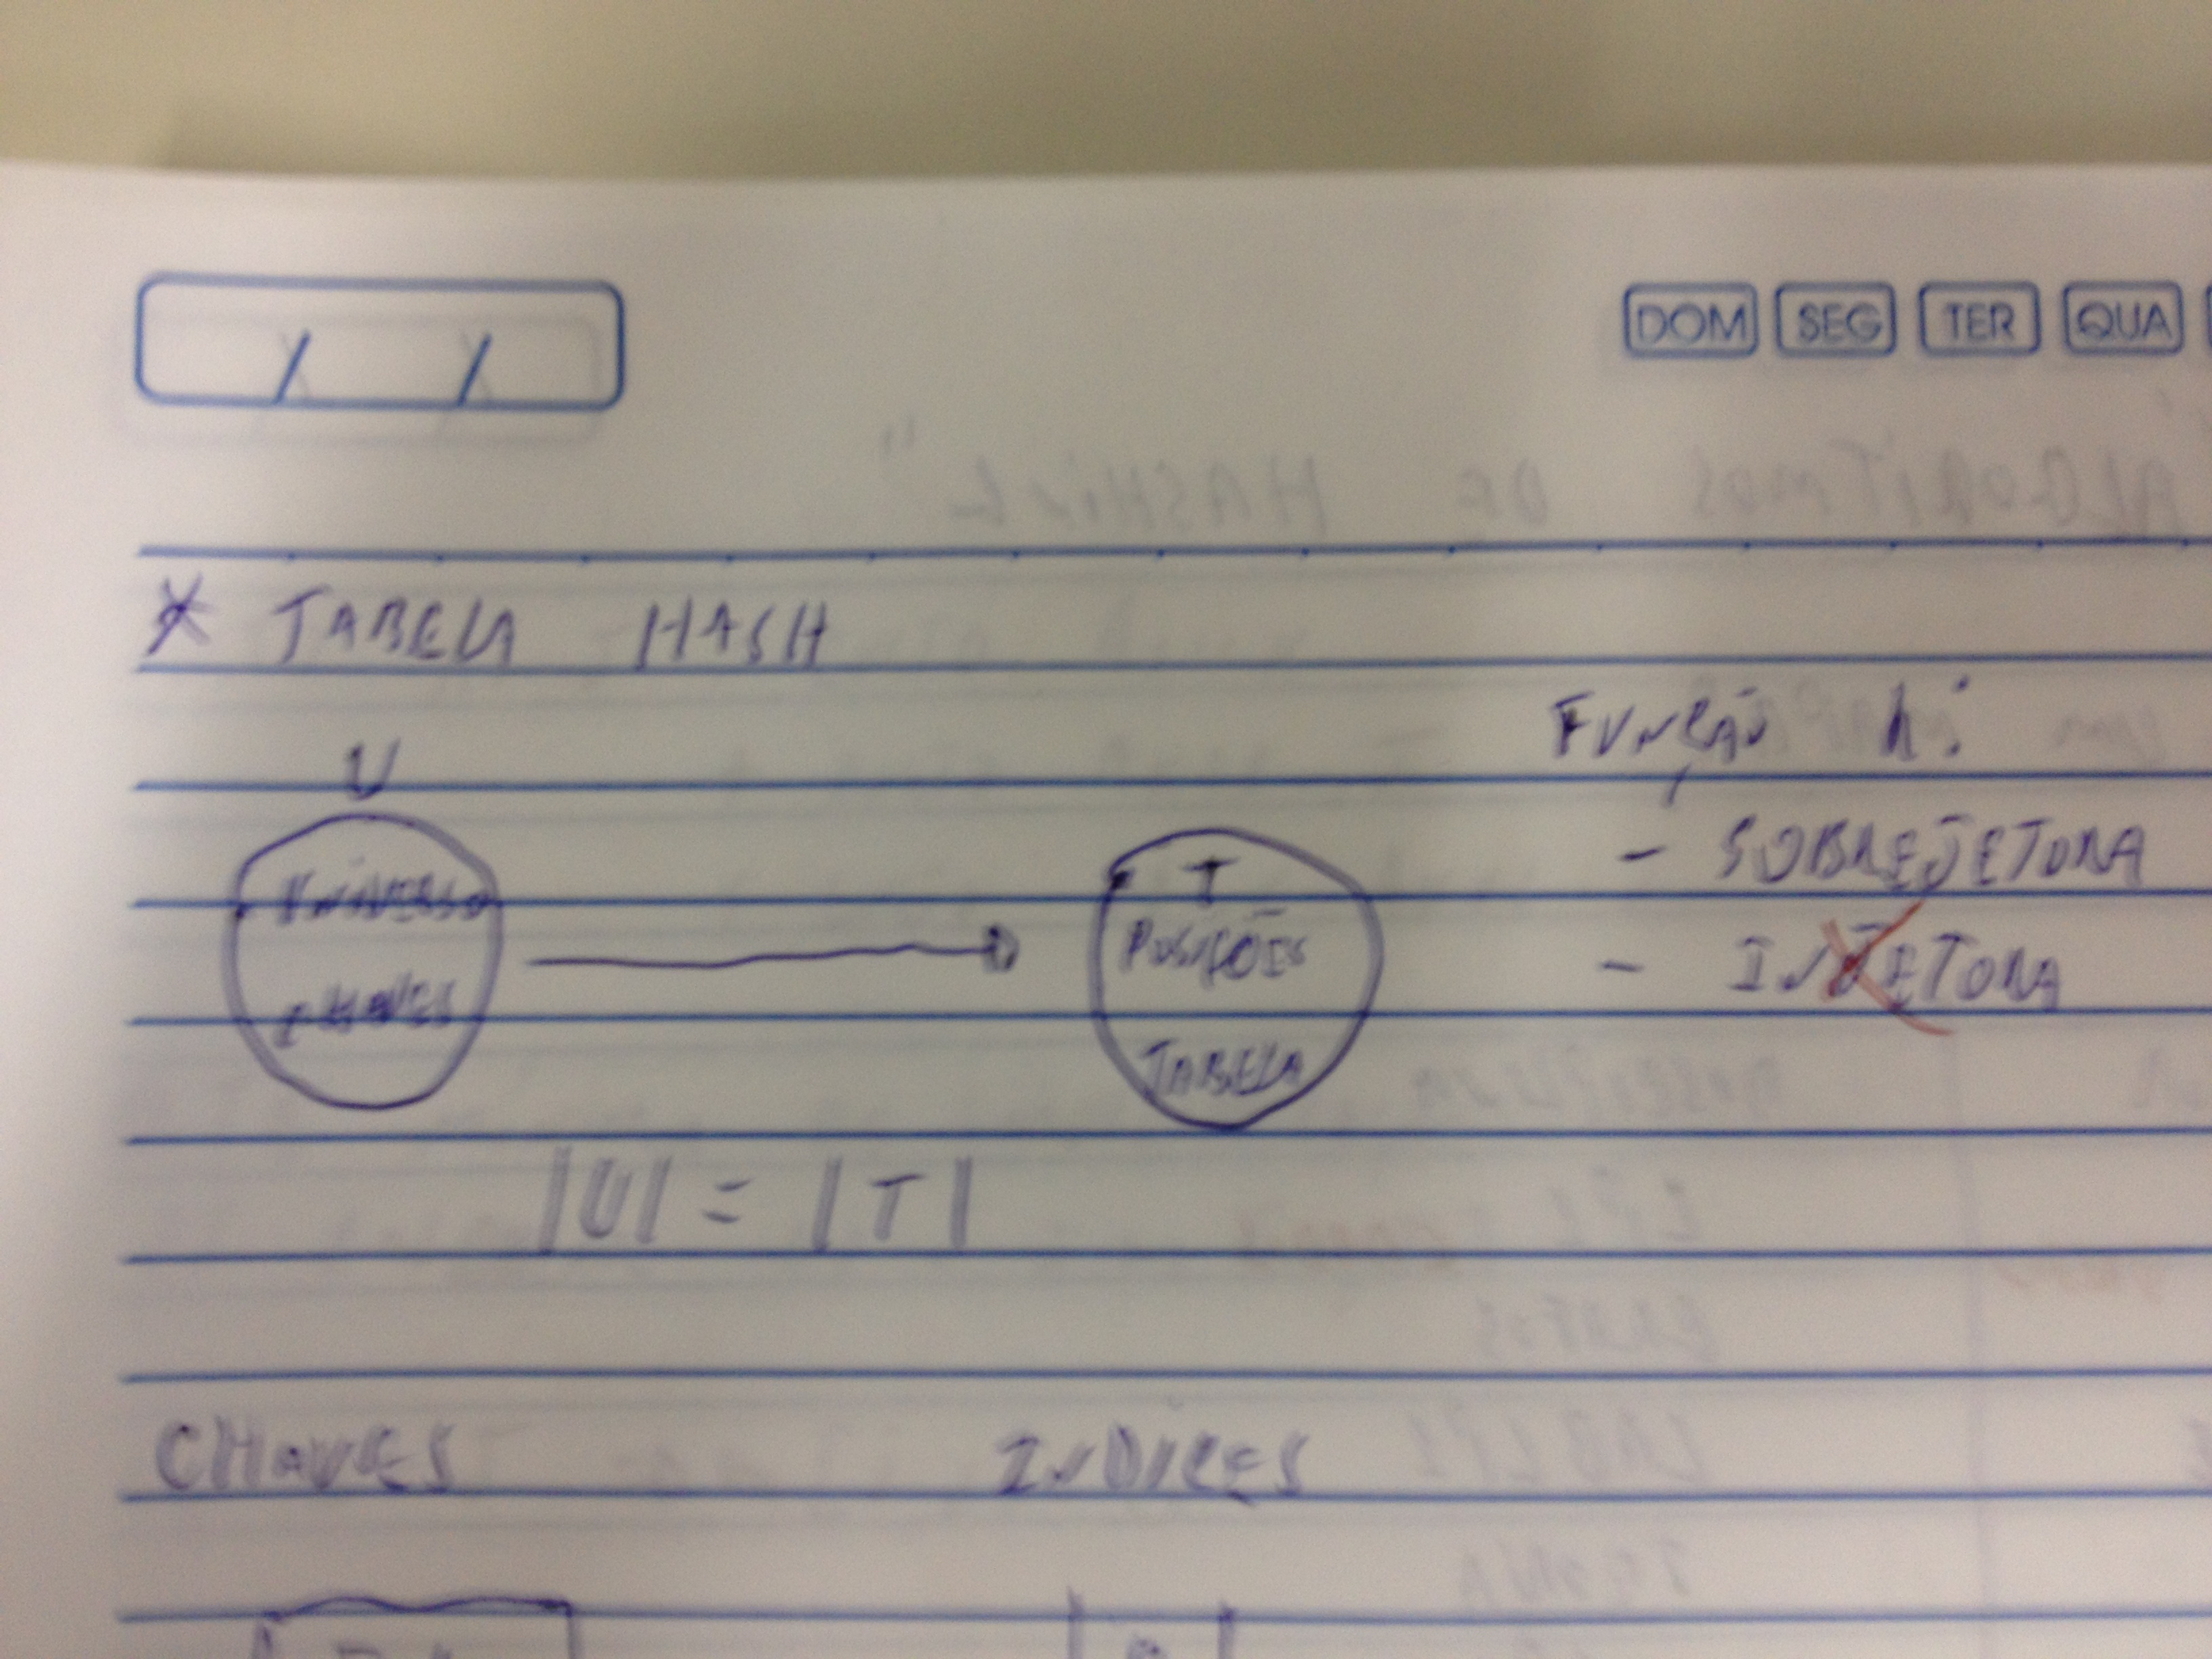 / /
DOM SEG TER QUA
* TABELA HASH
FUNÇÃO h:
U
- SOBREJETORA
UNIVERSO
T
POSIÇÕES
- INJETORA
CHAVES
TABELA
|U| = |T|
CHAVES INDICES